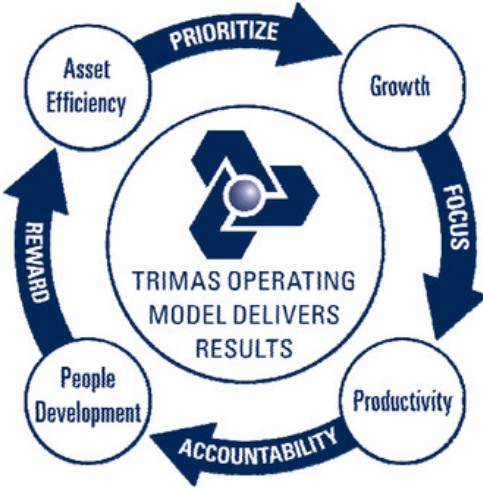 PRIORITIZE
Asset
Efficiency
Growth
FOCUS
REWARD
TRIMAS OPERATING
MODEL DELIVERS
RESULTS
People
Development
Productivity
ACCOUNTABILITY